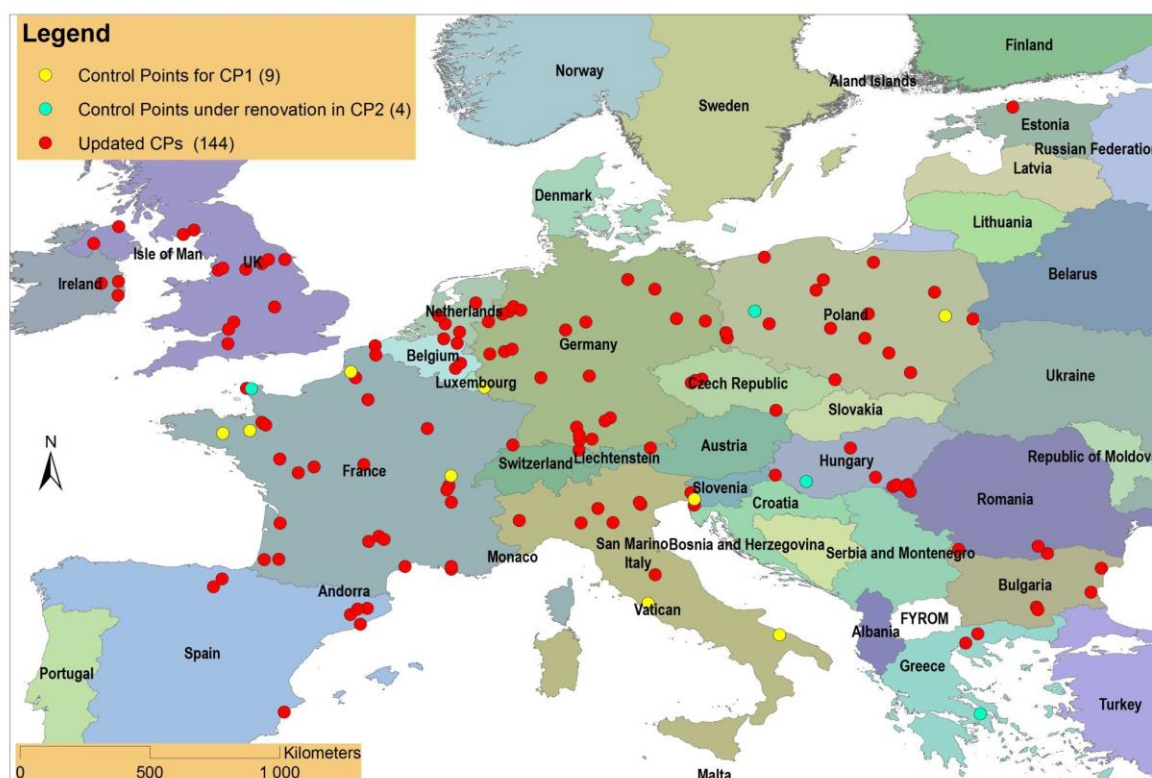 Legend
Control Points for CP1 (9)
Control Points under renovation in CP2 (4)
Updated CPs (144)
Norway
Sweden
Finland
Aland Islands
Estonia
Russian Federation
Latvia
Denmark
Lithuania
Isle of Man
UK
Ireland
Belarus
Netherlands
Poland
Germany
Belgium
Luxembourg
Czech Republic
Ukraine
Slovakia
N
Austria
France
Switzerland
Liechtenstein
Hungary
Republic of Moldova
Slovenia
Croatia
Romania
Monaco
San Marino
Bosnia and Herzegovina
Serbia and Montenegro
Italy
Andorra
Bulgaria
Vatican
FYROM
Albania
Spain
Portugal
Greece
Turkey
Kilometers
0 500 1 000
Malta